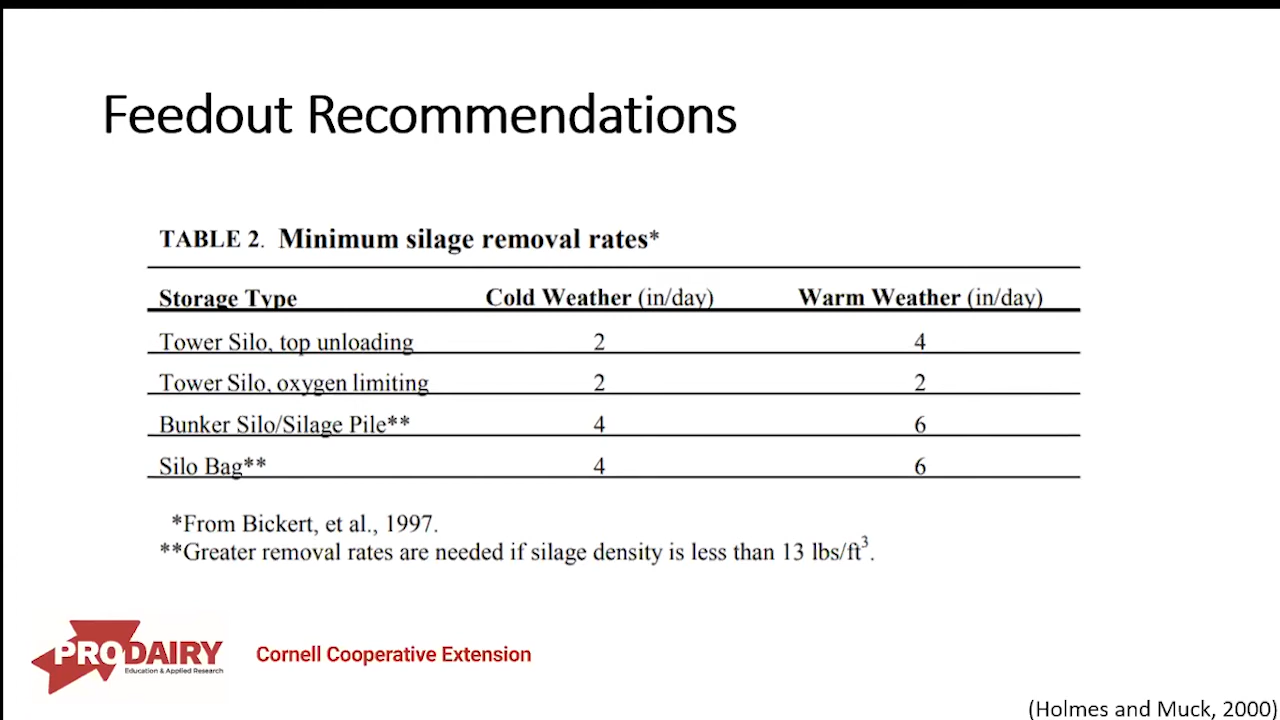 Feedout Recommendations
TABLE 2. Minimum silage removal rates*
Storage Type Cold Weather (in/day) Warm Weather (in/day)
Tower Silo, top unloading 2 4
Tower Silo, oxygen limiting 2 2
Bunker Silo/Silage Pile** 4 6
Silo Bag** 4 6
*From Bickert, et al., 1997.
**Greater removal rates are needed if silage density is less than 13 lbs/ft³.
PRODAIRY
Education & Applied Research
Cornell Cooperative Extension
(Holmes and Muck, 2000)